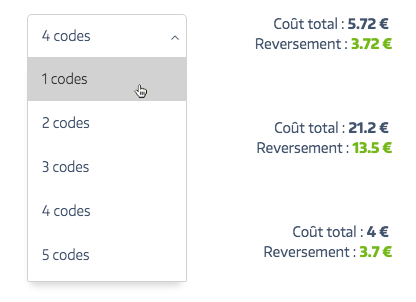 4 codes
1 codes
2 codes
3 codes
4 codes
5 codes
Coût total : 5.72 €
Reversement : 3.72 €
Coût total : 21.2 €
Reversement : 13.5 €
Coût total : 4 €
Reversement : 3.7 €